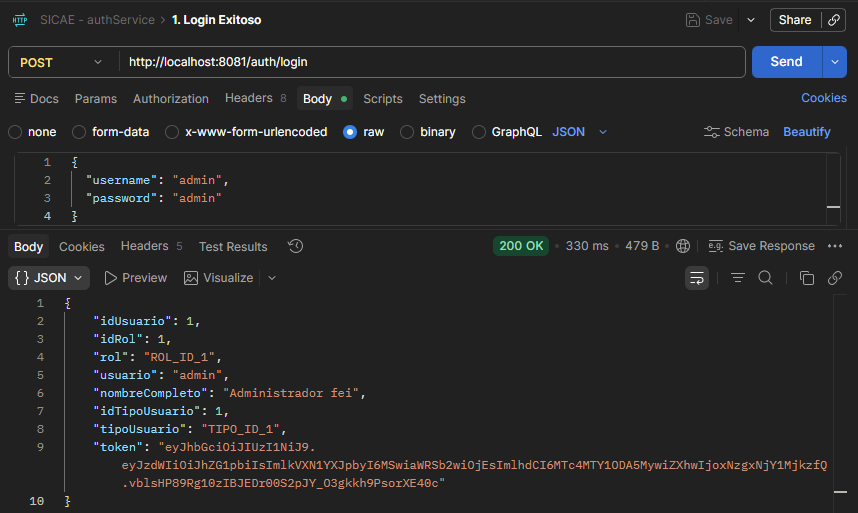 HTTP SICAE - authService > 1. Login Exitoso Save Share
POST http://localhost:8081/auth/login Send
Docs Params Authorization Headers 8 Body Scripts Settings Cookies
none form-data x-www-form-urlencoded raw binary GraphQL JSON Schema Beautify
1 {
2 "username": "admin",
3 "password": "admin"
4 }
Body Cookies Headers 5 Test Results 200 OK • 330 ms • 479 B • e.g. Save Response
{} JSON Preview Visualize
1 {
2 "idUsuario": 1,
3 "idRol": 1,
4 "rol": "ROL_ID_1",
5 "usuario": "admin",
6 "nombreCompleto": "Administrador fei",
7 "idTipoUsuario": 1,
8 "tipoUsuario": "TIPO_ID_1",
9 "token": "eyJhbGciOiJIUzI1NiJ9.
eyJzdWIiOiJhZG1pbiIsImlkVXN1YXJpbyI6MSwiaWRSb2wiOjEsImlhdCI6MTc4MTY1ODA5MywiZXhwIjoxNzgxNjY1MjkzfQ
.vblsHP89Rg10zIBJEDr00S2pJY_O3gkkh9PsorXE40c"
10 }